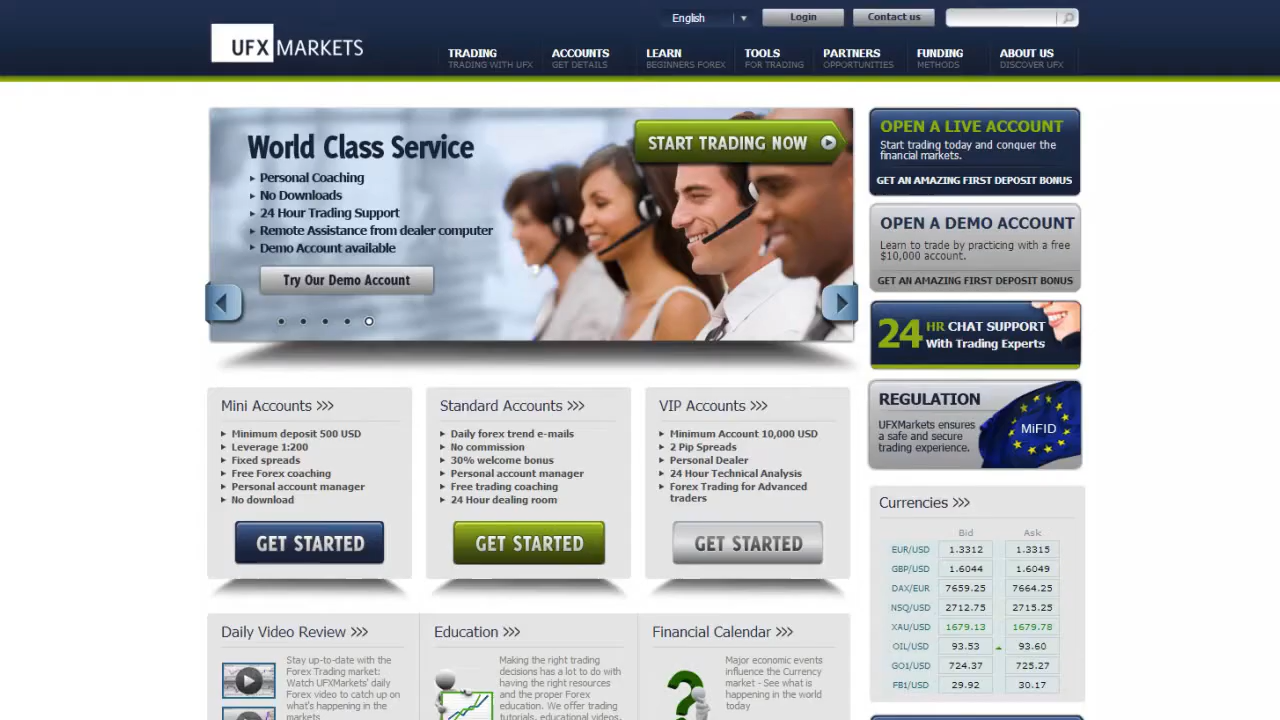 English
Login
Contact us
UFXMARKETS
TRADING
TRADING WITH UFX
ACCOUNTS
GET DETAILS
LEARN
BEGINNERS FOREX
TOOLS
FOR TRADING
PARTNERS
OPPORTUNITIES
FUNDING
METHODS
ABOUT US
DISCOVER UFX
World Class Service
Personal Coaching
No Downloads
24 Hour Trading Support
Remote Assistance from dealer computer
Demo Account available
Try Our Demo Account
START TRADING NOW
OPEN A LIVE ACCOUNT
Start trading today and conquer the
financial markets.
GET AN AMAZING FIRST DEPOSIT BONUS
OPEN A DEMO ACCOUNT
Learn to trade by practicing with a free
$10,000 account.
GET AN AMAZING FIRST DEPOSIT BONUS
24 HR CHAT SUPPORT
With Trading Experts
REGULATION
UFXMarkets ensures
a safe and secure
trading experience.
MiFID
Mini Accounts >>>
Minimum deposit 500 USD
Leverage 1:200
Fixed spreads
Free Forex coaching
Personal account manager
No download
GET STARTED
Standard Accounts >>>
Daily forex trend e-mails
No commission
30% welcome bonus
Personal account manager
Free trading coaching
24 Hour dealing room
GET STARTED
VIP Accounts >>>
Minimum Account 10,000 USD
2 Pip Spreads
Personal Dealer
24 Hour Technical Analysis
Forex Trading for Advanced
traders
GET STARTED
Currencies >>>
Bid Ask
EUR/USD 1.3312 1.3315
GBP/USD 1.6044 1.6049
DAX/EUR 7659.25 7664.25
NSQ/USD 2712.75 2715.25
XAU/USD 1679.13 1679.78
OIL/USD 93.53 93.60
GO1/USD 724.37 725.27
FB1/USD 29.92 30.17
Daily Video Review >>>
Stay up-to-date with the
Forex Trading market:
Watch UFXMarkets' daily
Forex video to catch up on
what's happening in the
markets
Education >>>
Making the right trading
decisions has a lot to do with
having the right resources
and the proper Forex
education. We offer trading
tutorials, educational videos,
Financial Calendar >>>
Major economic events
influence the Currency
market - See what is
happening in the world
today